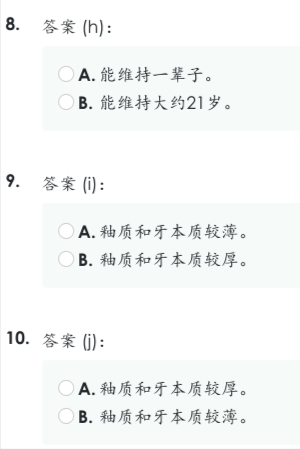 8. 答案 (h):
A. 能维持一辈子。
B. 能维持大约21岁。
9. 答案 (i):
A. 釉质和牙本质较薄。
B. 釉质和牙本质较厚。
10. 答案 (j):
A. 釉质和牙本质较厚。
B. 釉质和牙本质较薄。